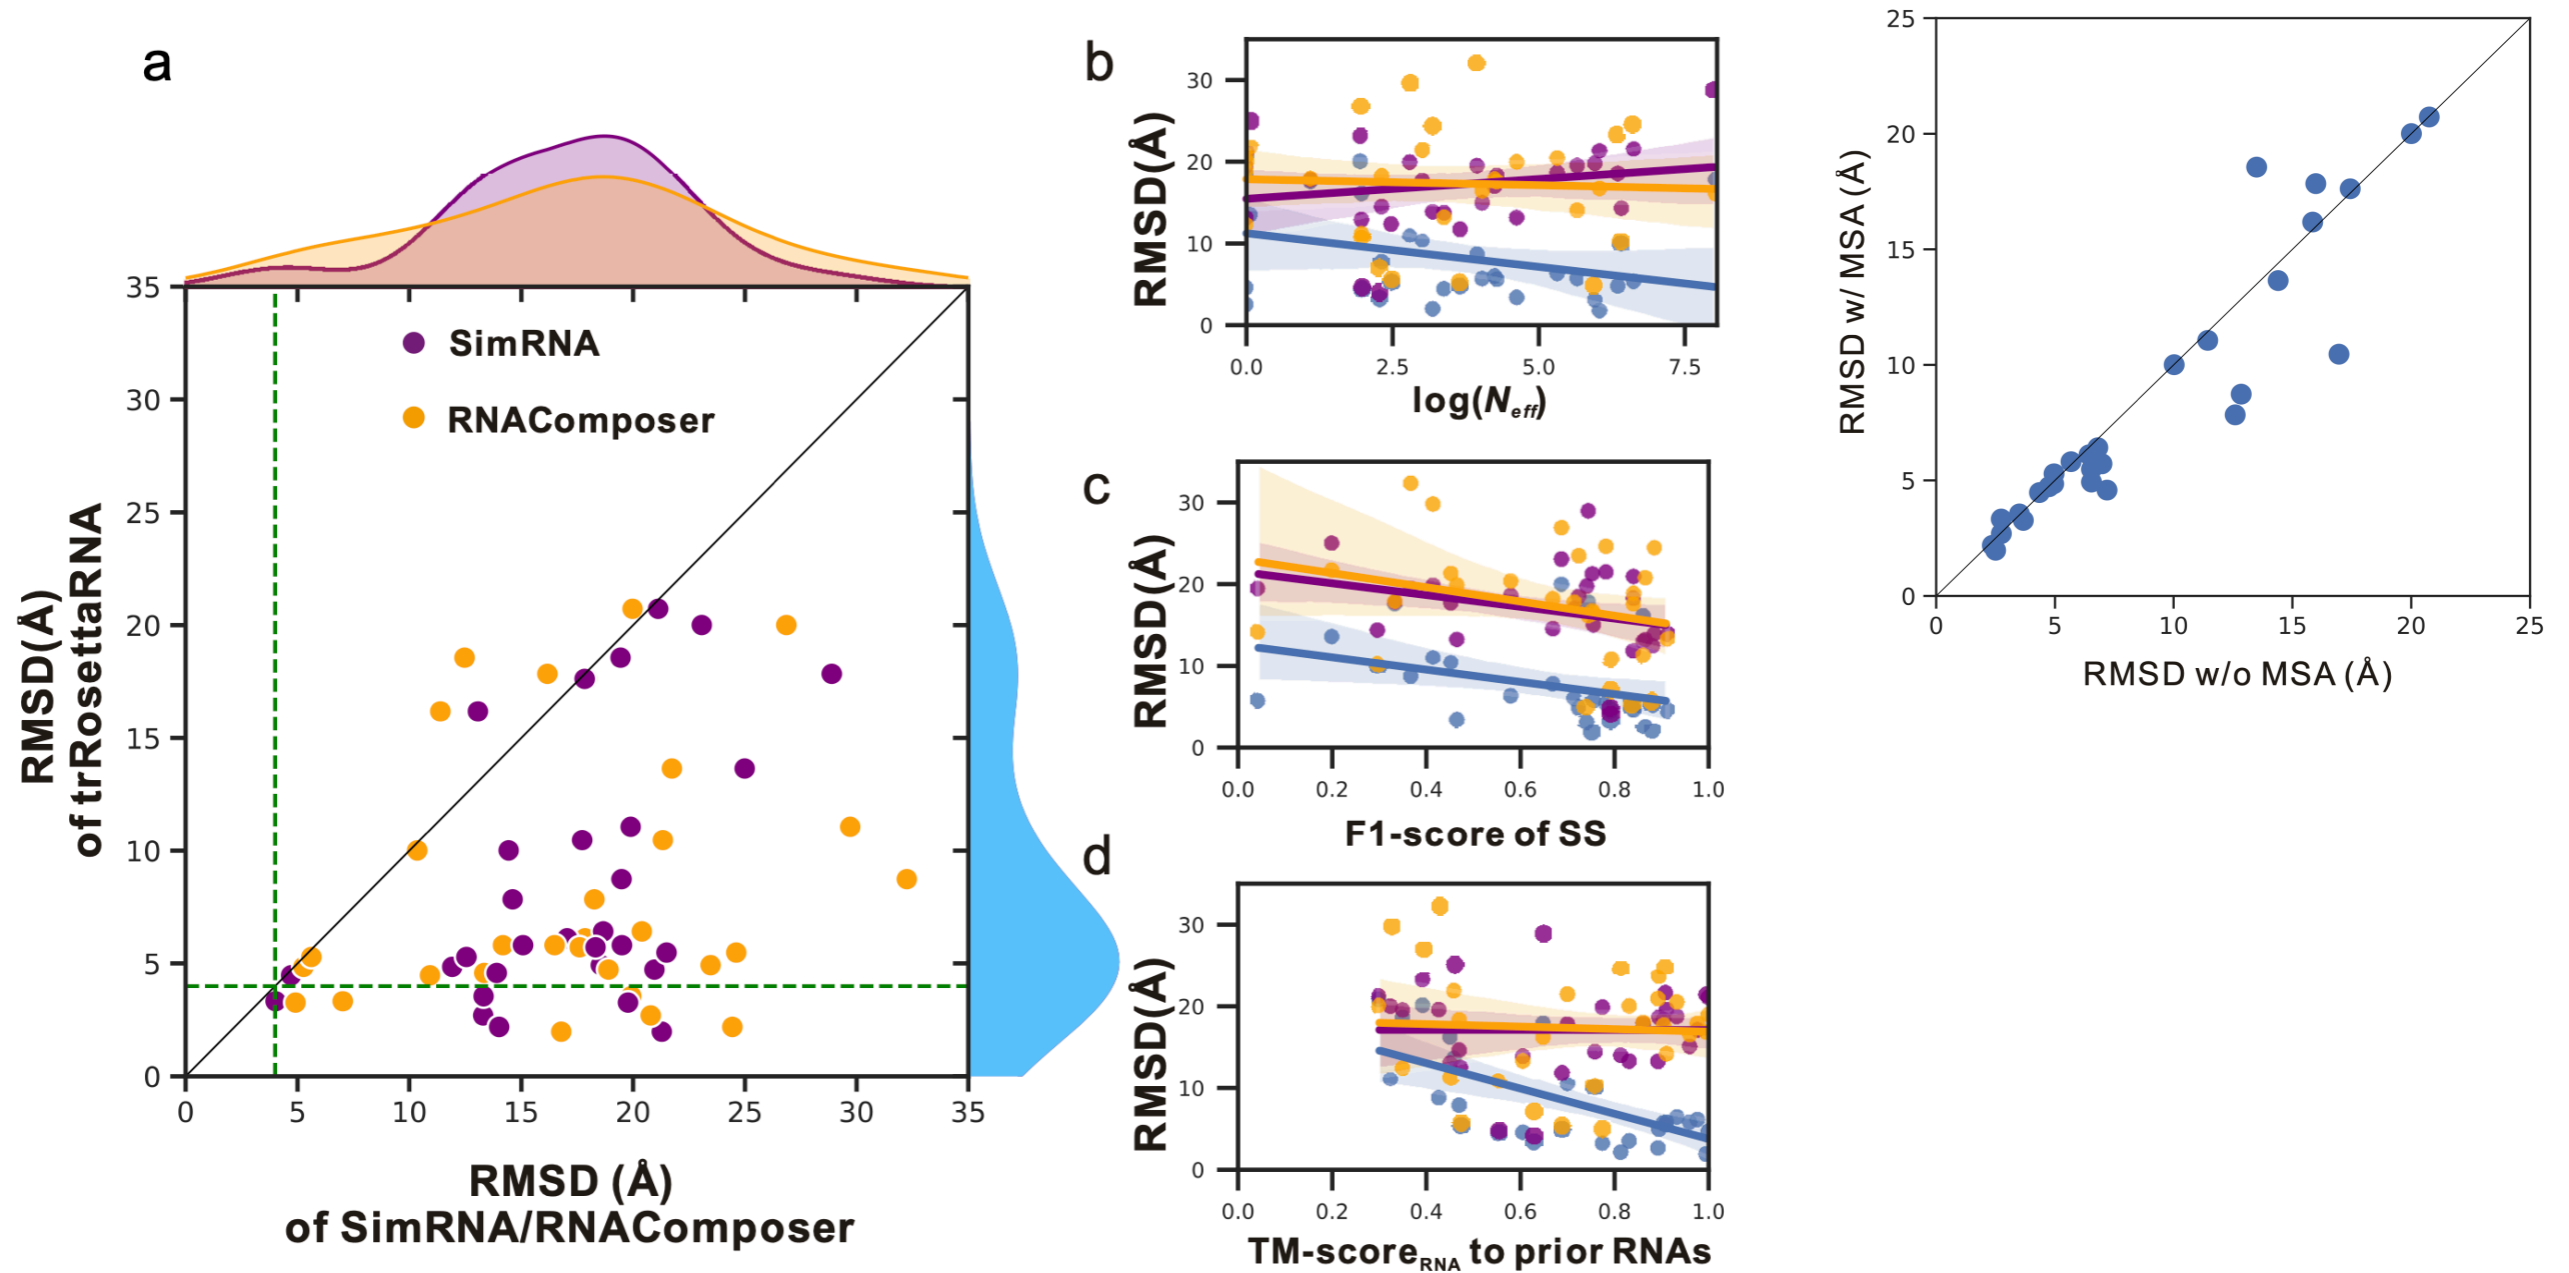 a
35
30
25
20
15
10
5
0
0 5 10 15 20 25 30 35
SimRNA
RNAComposer
RMSD(Å)
of trRosettaRNA
RMSD (Å)
of SimRNA/RNAComposer
b
RMSD(Å)
30
20
10
0
0.0 2.5 5.0 7.5
log(Neff)
c
RMSD(Å)
30
20
10
0
0.0 0.2 0.4 0.6 0.8 1.0
F1-score of SS
d
RMSD(Å)
30
20
10
0
0.0 0.2 0.4 0.6 0.8 1.0
TM-scoreRNA to prior RNAs
RMSD w/ MSA (Å)
25
20
15
10
5
0
0 5 10 15 20 25
RMSD w/o MSA (Å)